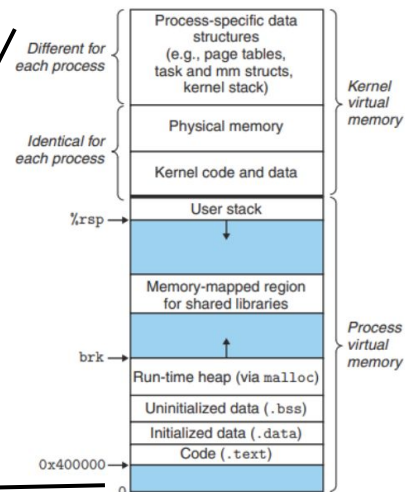 Different for
each process
Process-specific data
structures
(e.g., page tables,
task and mm structs,
kernel stack)
Kernel
virtual
memory
Identical for
each process
Physical memory
Kernel code and data
%rsp
User stack
Memory-mapped region
for shared libraries
Process
virtual
memory
brk
Run-time heap (via malloc)
Uninitialized data (.bss)
Initialized data (.data)
Code (.text)
0x400000
0